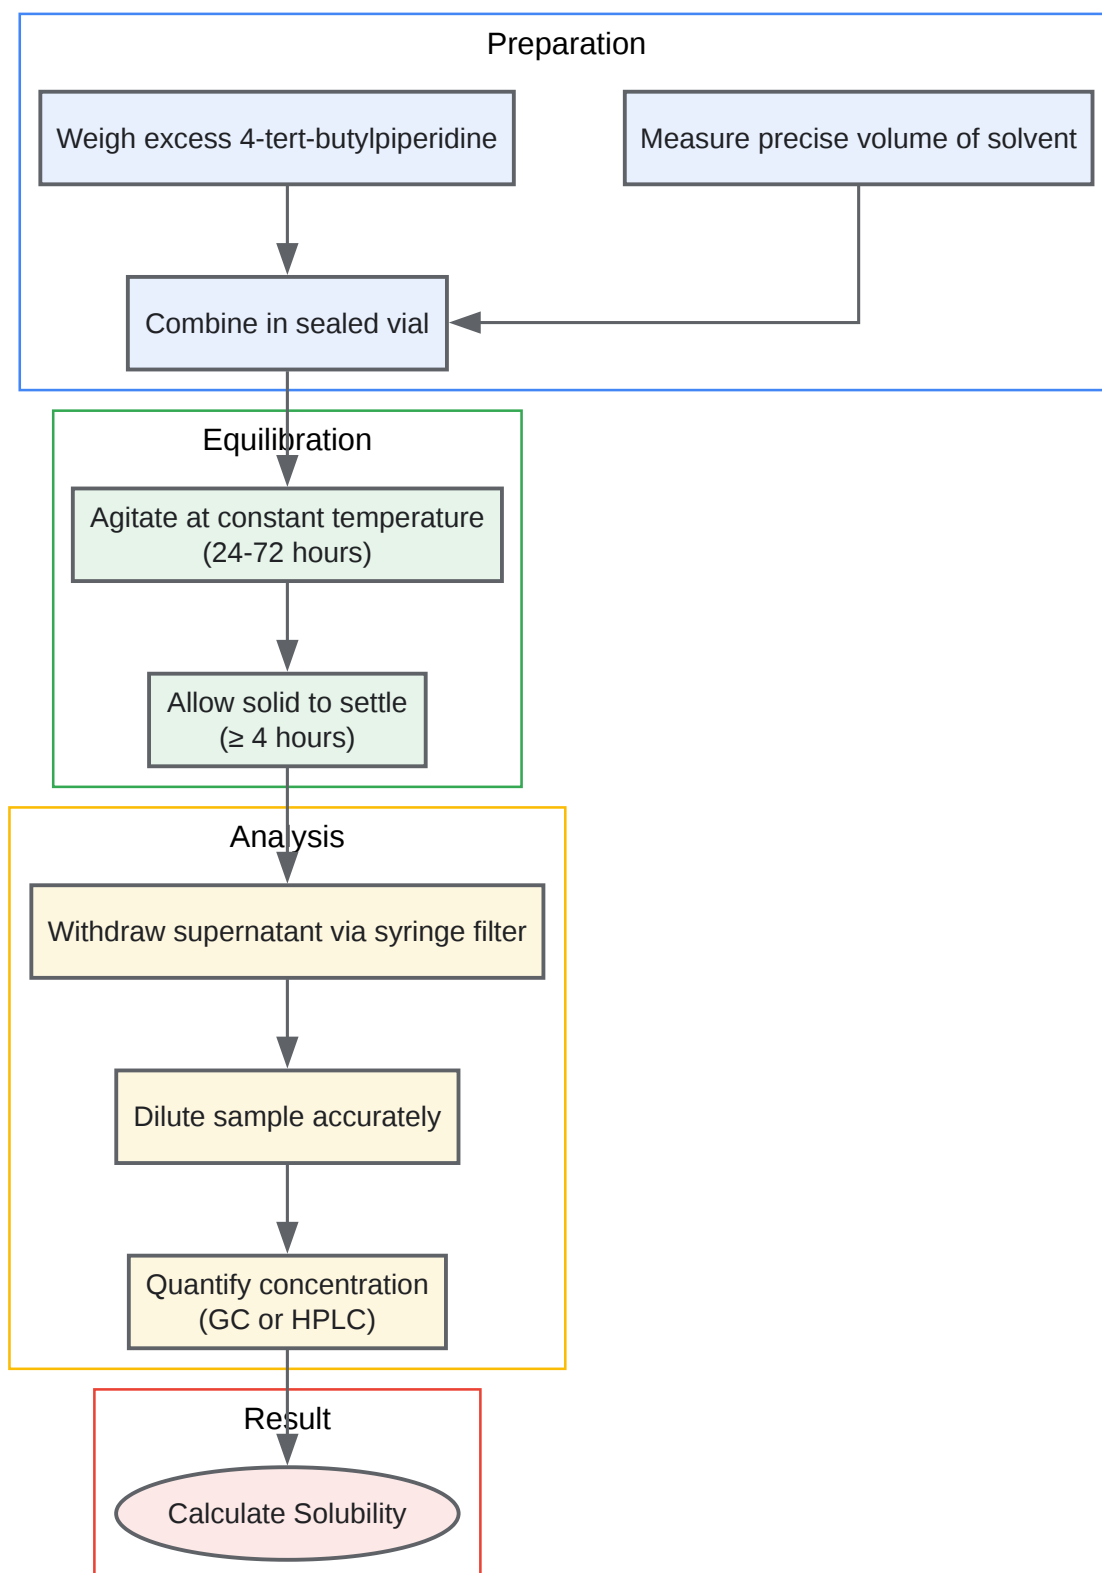 Preparation
Weigh excess 4-tert-butylpiperidine
Measure precise volume of solvent
Combine in sealed vial
Equilibration
Agitate at constant temperature
(24-72 hours)
Allow solid to settle
(≥ 4 hours)
Analysis
Withdraw supernatant via syringe filter
Dilute sample accurately
Quantify concentration
(GC or HPLC)
Result
Calculate Solubility